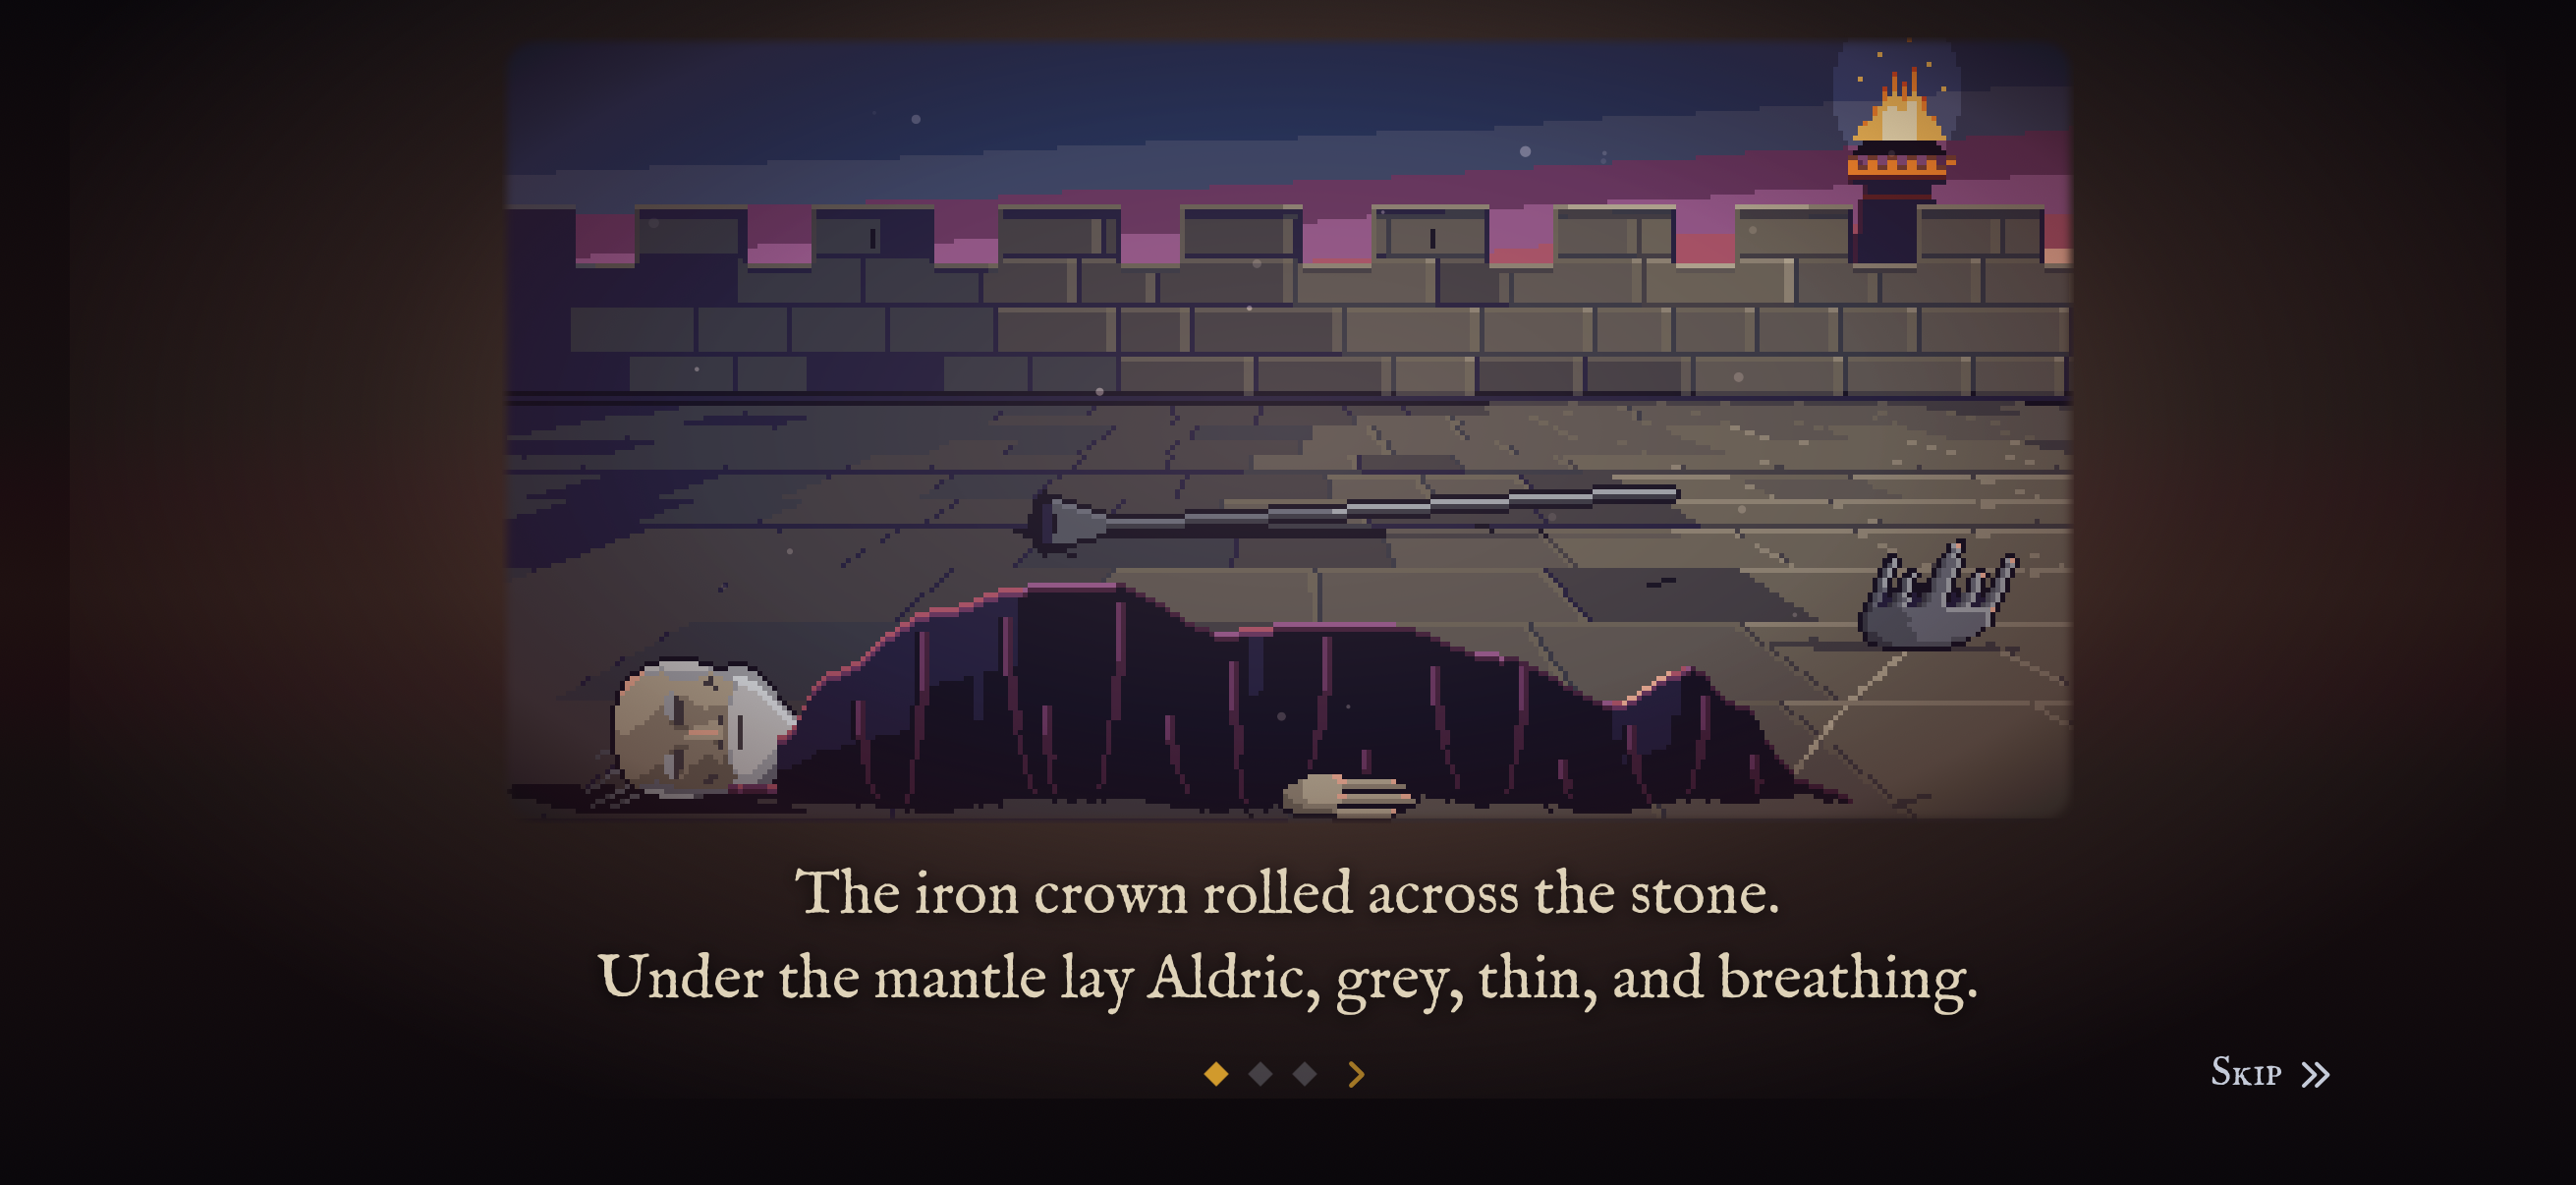 The iron crown rolled across the stone.
Under the mantle lay Aldric, grey, thin, and breathing.
Skip